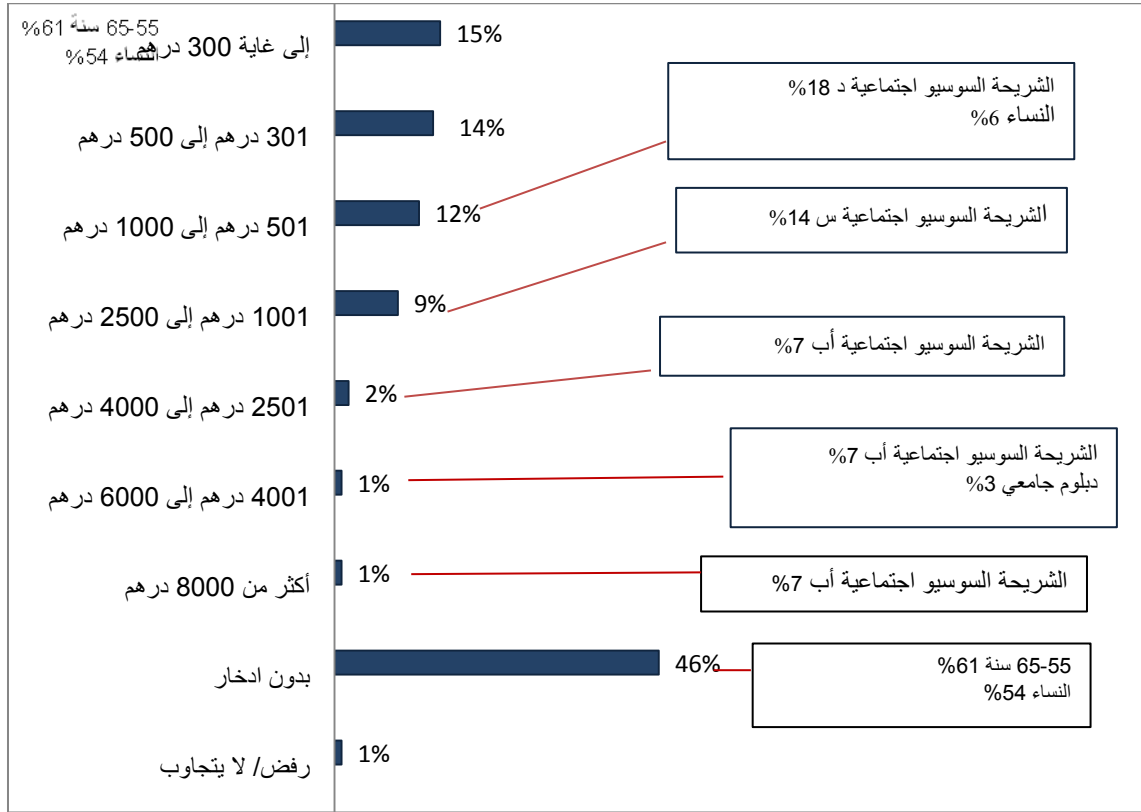 55-65 سنة 61%
النساء 54%
إلى غاية 300 درهم
15%
301 درهم إلى 500 درهم
14%
الشريحة السوسيو اجتماعية د 18%
النساء 6%
501 درهم إلى 1000 درهم
12%
الشريحة السوسيو اجتماعية س 14%
1001 درهم إلى 2500 درهم
9%
الشريحة السوسيو اجتماعية أب 7%
2501 درهم إلى 4000 درهم
2%
الشريحة السوسيو اجتماعية أب 7%
دبلوم جامعي 3%
4001 درهم إلى 6000 درهم
1%
الشريحة السوسيو اجتماعية أب 7%
أكثر من 8000 درهم
1%
55-65 سنة 61%
النساء 54%
بدون ادخار
46%
رفض/ لا يتجاوب
1%